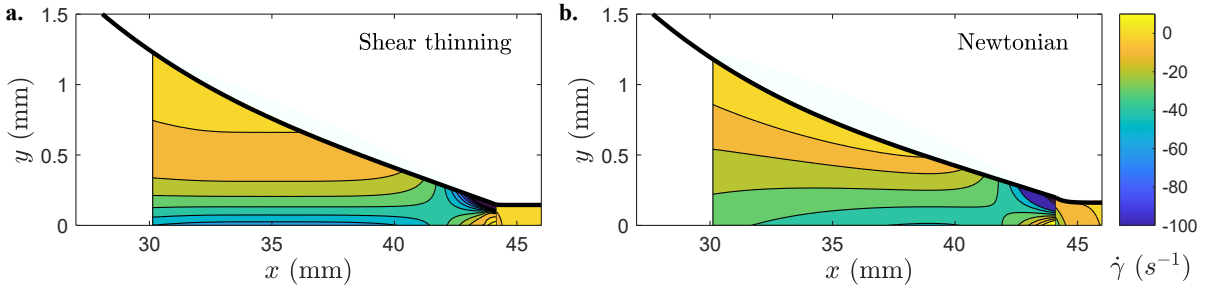 a.
Shear thinning
1.5
1
0.5
0
y (mm)
30
35
40
45
x (mm)
b.
Newtonian
1.5
1
0.5
0
y (mm)
30
35
40
45
x (mm)
0
-20
-40
-60
-80
-100
γ̇ (s⁻¹)